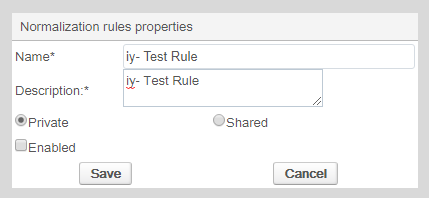 Normalization rules properties
Name* iy- Test Rule
Description:* iy- Test Rule
Private Shared
Enabled
Save Cancel